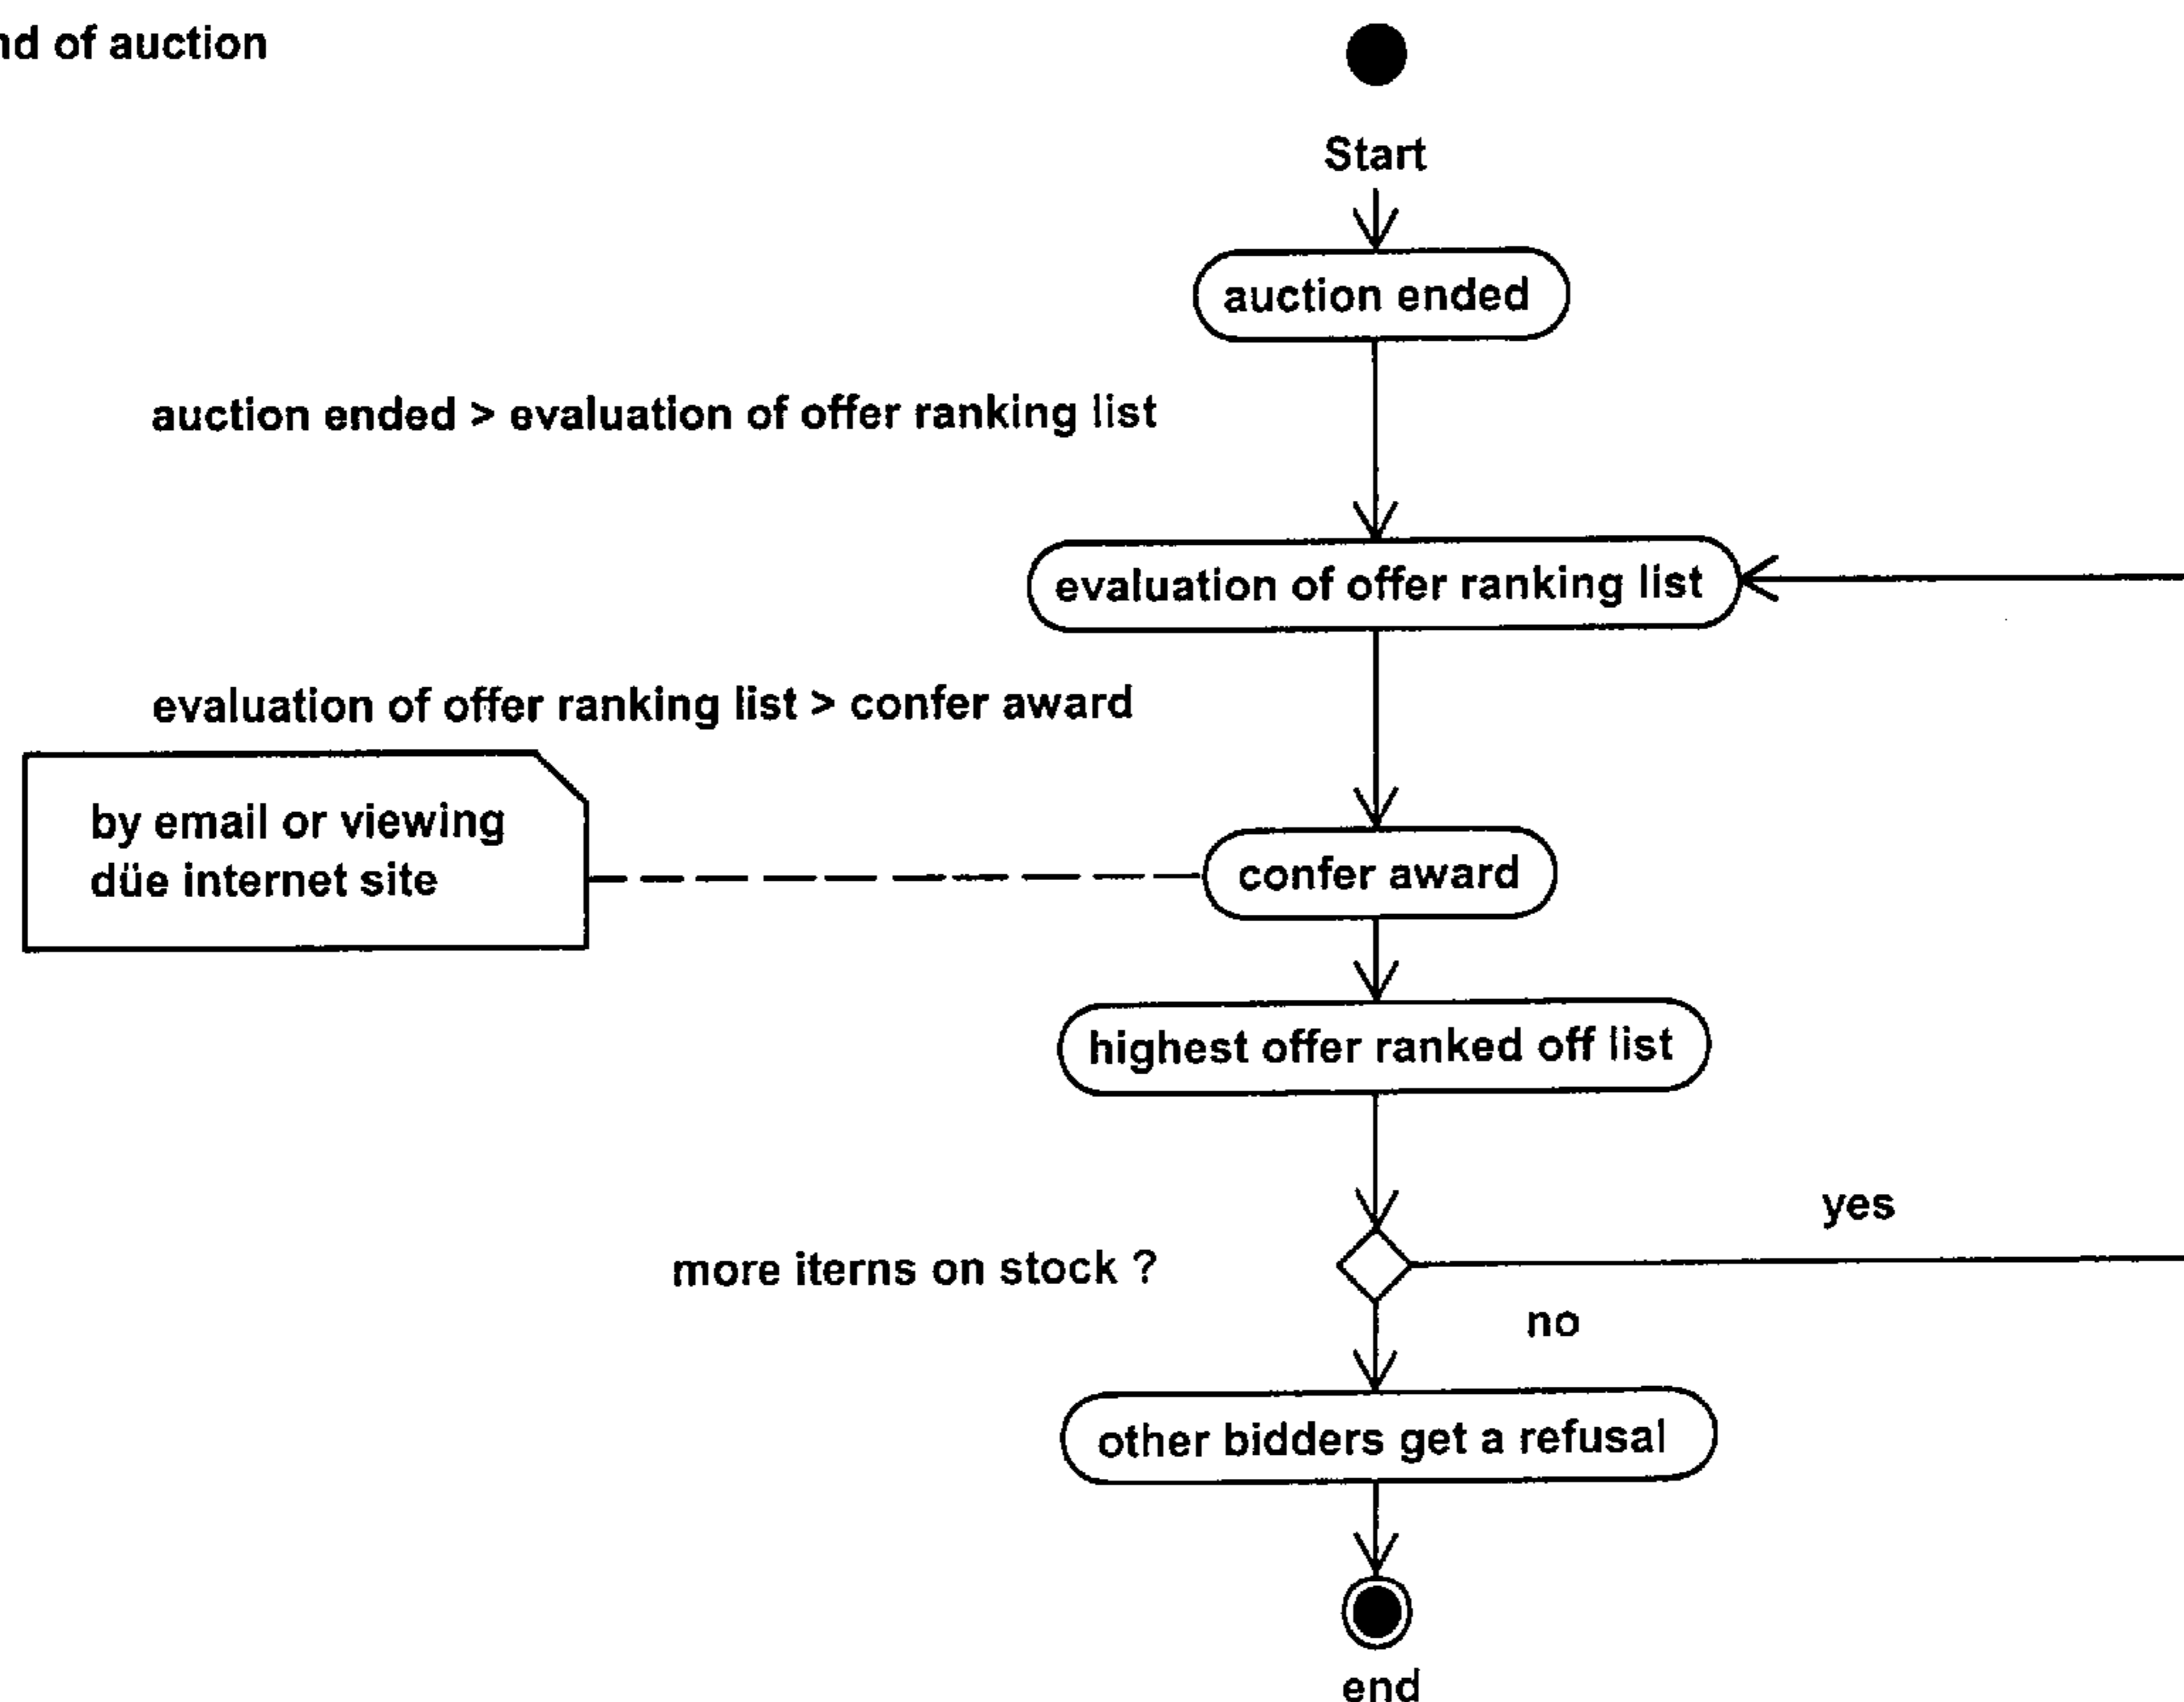 nd of auction
Start
auction ended
auction ended > evaluation of offer ranking list
evaluation of offer ranking list
evaluation of offer ranking list > confer award
by email or viewing
düe internet site
confer award
highest offer ranked off list
yes
more iterns on stock ?
no
other bidders get a refusal
end